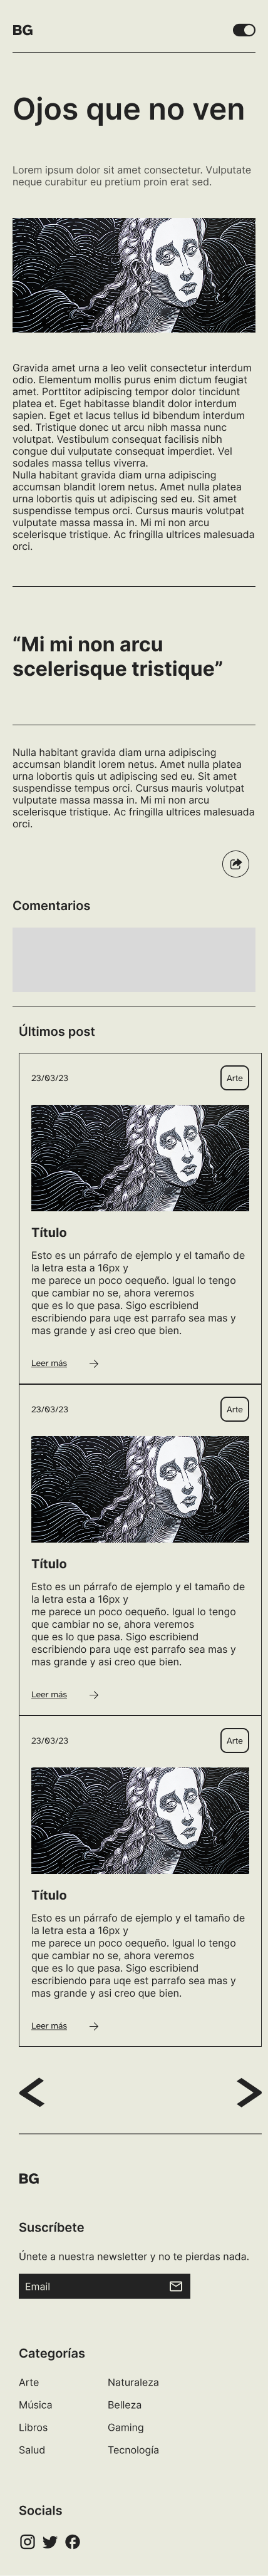 BG
Ojos que no ven
Lorem ipsum dolor sit amet consectetur. Vulputate
neque curabitur eu pretium proin erat sed.
Gravida amet urna a leo velit consectetur interdum
odio. Elementum mollis purus enim dictum feugiat
amet. Porttitor adipiscing tempor dolor tincidunt
platea et. Eget habitasse blandit dolor interdum
sapien. Eget et lacus tellus id bibendum interdum
sed. Tristique donec ut arcu nibh massa nunc
volutpat. Vestibulum consequat facilisis nibh
congue dui vulputate consequat imperdiet. Vel
sodales massa tellus viverra.
Nulla habitant gravida diam urna adipiscing
accumsan blandit lorem netus. Amet nulla platea
urna lobortis quis ut adipiscing sed eu. Sit amet
suspendisse tempus orci. Cursus mauris volutpat
vulputate massa massa in. Mi mi non arcu
scelerisque tristique. Ac fringilla ultrices malesuada
orci.
“Mi mi non arcu
scelerisque tristique”
Nulla habitant gravida diam urna adipiscing
accumsan blandit lorem netus. Amet nulla platea
urna lobortis quis ut adipiscing sed eu. Sit amet
suspendisse tempus orci. Cursus mauris volutpat
vulputate massa massa in. Mi mi non arcu
scelerisque tristique. Ac fringilla ultrices malesuada
orci.
Comentarios
Últimos post
23/03/23 Arte
Título
Esto es un párrafo de ejemplo y el tamaño de
la letra esta a 16px y
me parece un poco oequeño. Igual lo tengo
que cambiar no se, ahora veremos
que es lo que pasa. Sigo escribiend
escribiendo para uqe est parrafo sea mas y
mas grande y asi creo que bien.
Leer más
23/03/23 Arte
Título
Esto es un párrafo de ejemplo y el tamaño de
la letra esta a 16px y
me parece un poco oequeño. Igual lo tengo
que cambiar no se, ahora veremos
que es lo que pasa. Sigo escribiend
escribiendo para uqe est parrafo sea mas y
mas grande y asi creo que bien.
Leer más
23/03/23 Arte
Título
Esto es un párrafo de ejemplo y el tamaño de
la letra esta a 16px y
me parece un poco oequeño. Igual lo tengo
que cambiar no se, ahora veremos
que es lo que pasa. Sigo escribiend
escribiendo para uqe est parrafo sea mas y
mas grande y asi creo que bien.
Leer más
BG
Suscríbete
Únete a nuestra newsletter y no te pierdas nada.
Email
Categorías
Arte Naturaleza
Música Belleza
Libros Gaming
Salud Tecnología
Socials